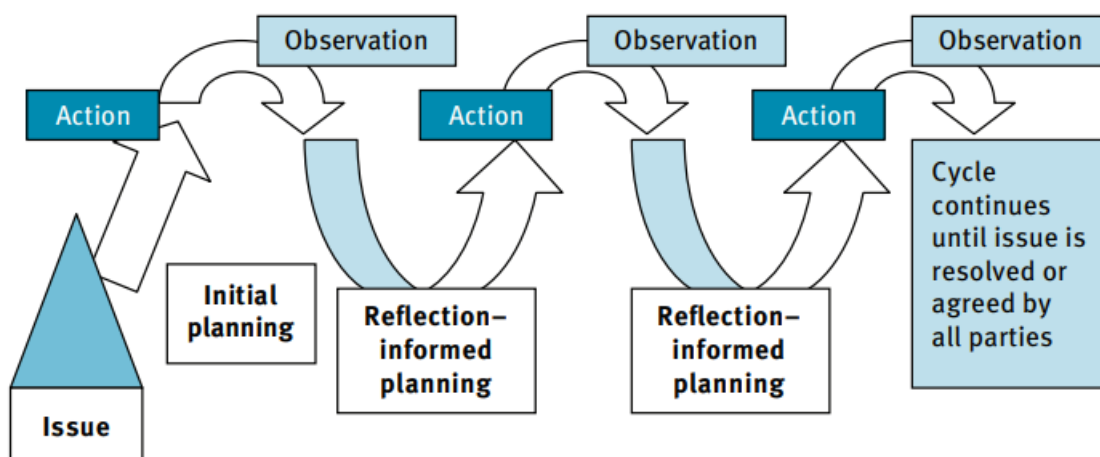 Observation
Observation
Observation
Action
Action
Action
Cycle
continues
until issue is
resolved or
agreed by
all parties
Initial
planning
Reflection–
informed
planning
Reflection–
informed
planning
Issue